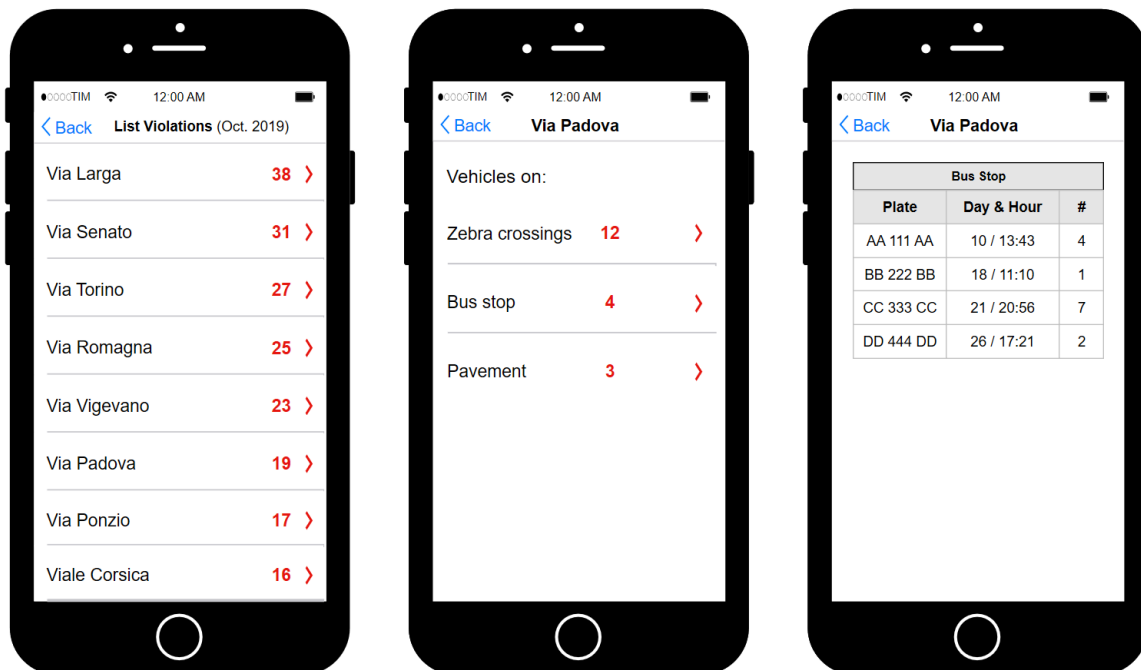 TIM 12:00 AM
Back List Violations (Oct. 2019)
Via Larga 38
Via Senato 31
Via Torino 27
Via Romagna 25
Via Vigevano 23
Via Padova 19
Via Ponzio 17
Viale Corsica 16
TIM 12:00 AM
Back Via Padova
Vehicles on:
Zebra crossings 12
Bus stop 4
Pavement 3
TIM 12:00 AM
Back Via Padova
Bus Stop
Plate Day & Hour #
AA 111 AA 10 / 13:43 4
BB 222 BB 18 / 11:10 1
CC 333 CC 21 / 20:56 7
DD 444 DD 26 / 17:21 2